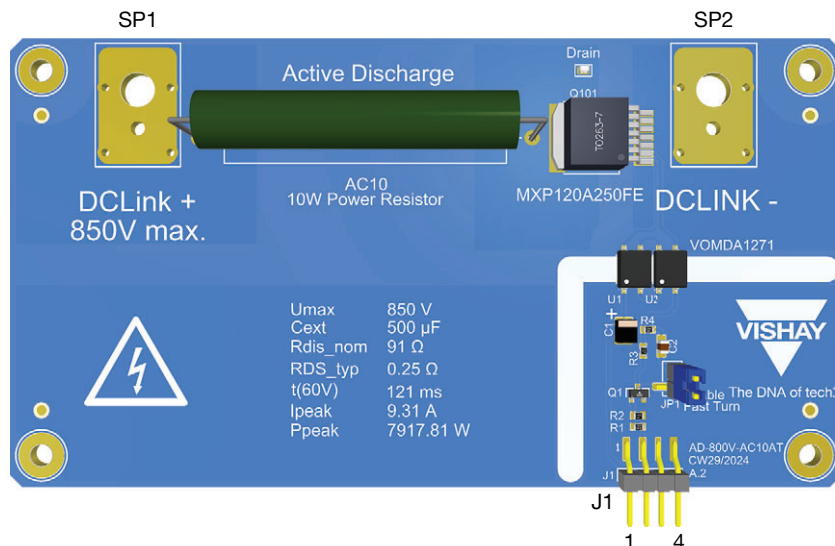 SP1
SP2
Drain
Active Discharge
Q101
TO263-7
AC10
10W Power Resistor
MXP120A250FE
DCLink +
850V max.
DCLINK -
VOMDA1271
U1
U2
Umax 850 V
Cext 500 µF
Rdis_nom 91 Ω
RDS_typ 0.25 Ω
t(60V) 121 ms
Ipeak 9.31 A
Ppeak 7917.81 W
+
C1
R4
C2
R3
VISHAY
The DNA of tech
Q1
JP1
Fast Turn
R2
R1
1
AD-800V-AC10AT
CW29/2024
A.2
J1
J1
1
4